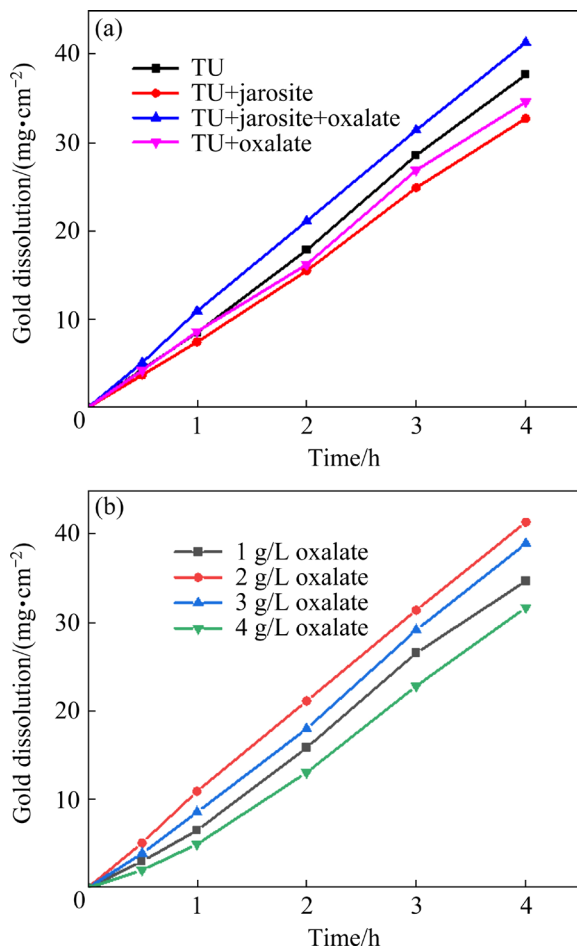 (a)
TU
TU+jarosite
TU+jarosite+oxalate
TU+oxalate
Gold dissolution/(mg•cm⁻²)
40
30
20
10
0
1 2 3 4
Time/h
(b)
1 g/L oxalate
2 g/L oxalate
3 g/L oxalate
4 g/L oxalate
Gold dissolution/(mg•cm⁻²)
40
30
20
10
0
1 2 3 4
Time/h